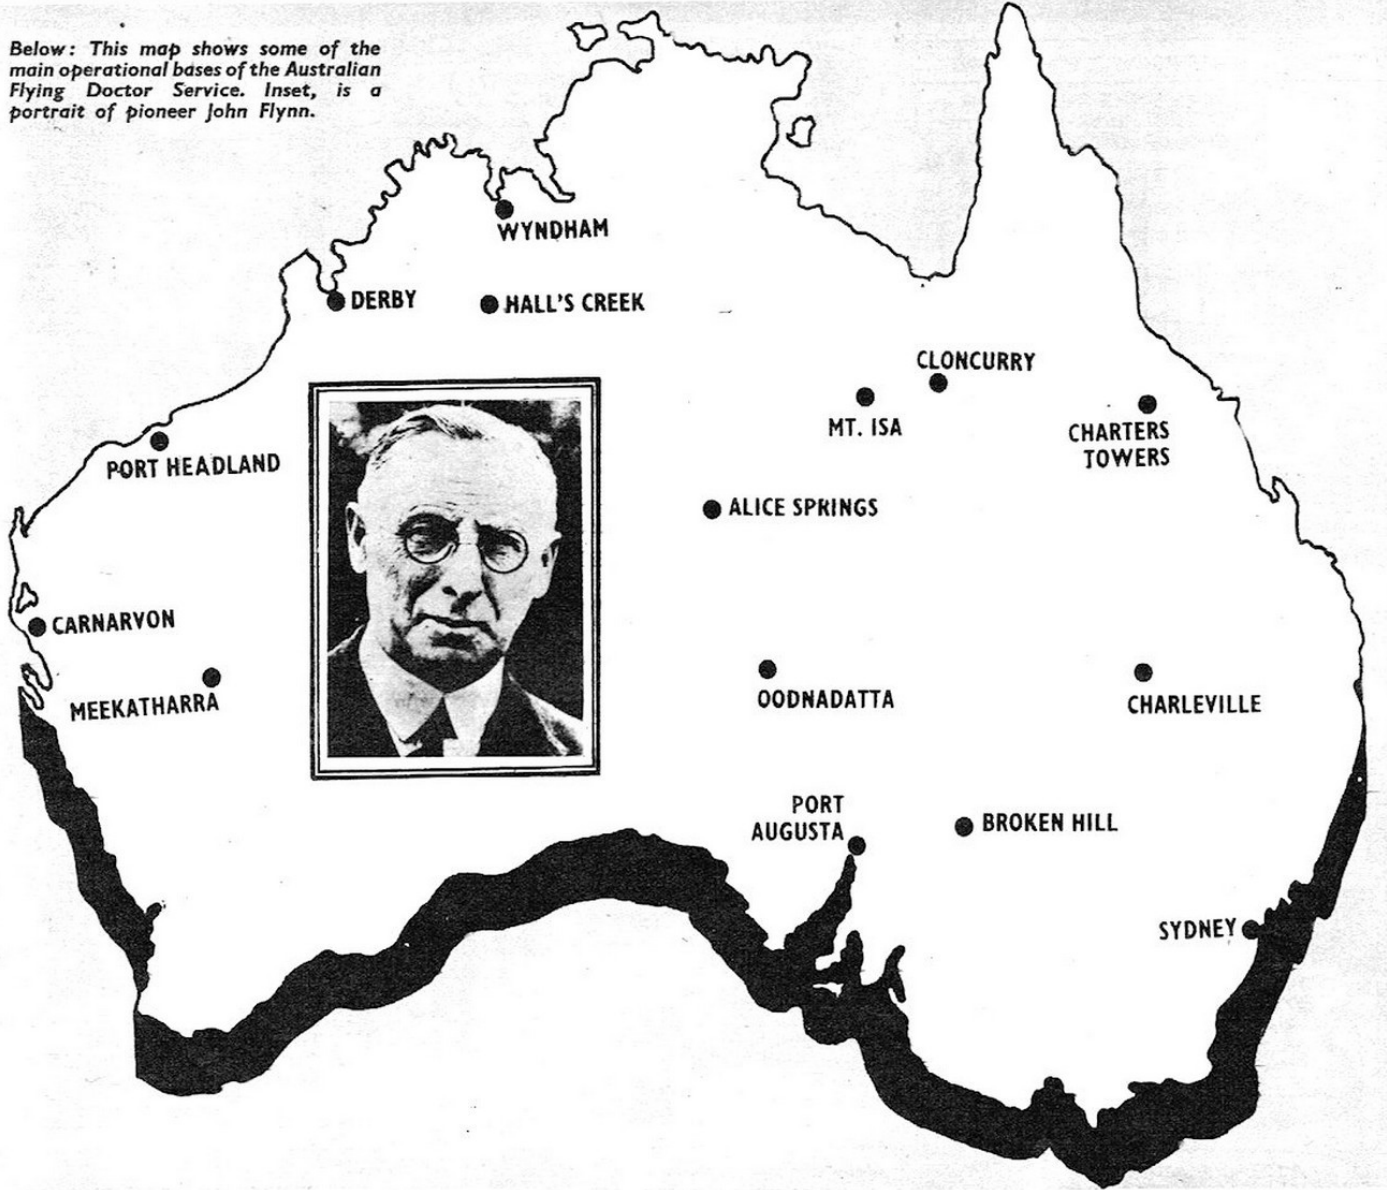 Below: This map shows some of the
main operational bases of the Australian
Flying Doctor Service. Inset, is a
portrait of pioneer John Flynn.
WYNDHAM
DERBY
HALL'S CREEK
CLONCURRY
MT. ISA
CHARTERS
TOWERS
PORT HEADLAND
ALICE SPRINGS
CARNARVON
MEEKATHARRA
OODNADATTA
CHARLEVILLE
PORT
AUGUSTA
BROKEN HILL
SYDNEY